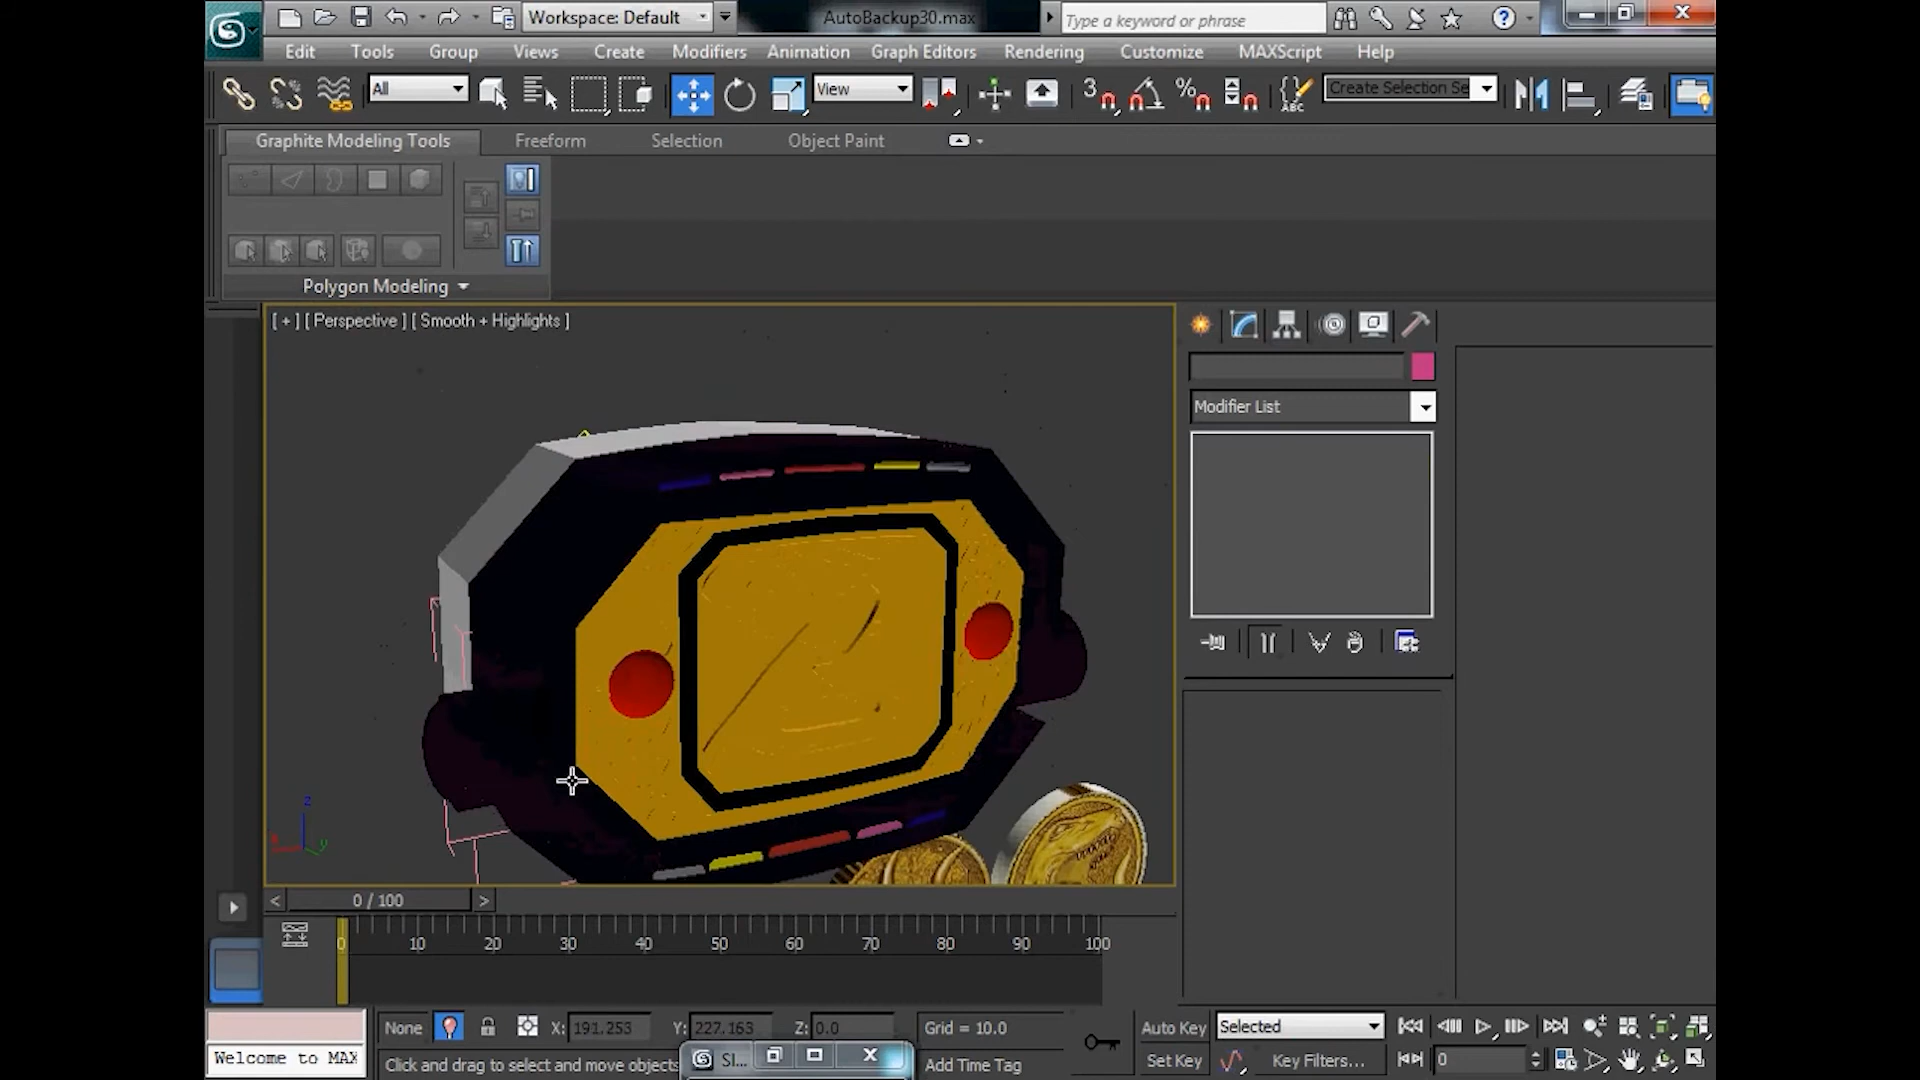 Workspace: Default
AutoBackup30.max
Type a keyword or phrase
Edit Tools Group Views Create Modifiers Animation Graph Editors Rendering Customize MAXScript Help
All
View
3
%
ABC
Create Selection Se
Graphite Modeling Tools Freeform Selection Object Paint
Polygon Modeling
[ + ] [ Perspective ] [ Smooth + Highlights ]
Modifier List
z
x
y
< 0 / 100 >
0 10 20 30 40 50 60 70 80 90 100
None X: 191.253 Y: 227.163 Z: 0.0 Grid = 10.0 Auto Key Selected
Welcome to MAX
Click and drag to select and move objects
Sl...
Add Time Tag Set Key Key Filters... 0